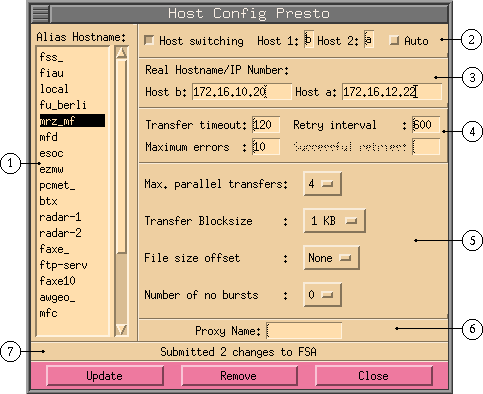 Host Config Presto
Alias Hostname:
fss_
fiau
local
fu_berli
mrz_mf
mfd
esoc
ezmw
pcmet_
btx
radar-1
radar-2
faxe_
ftp-serv
faxe10
awgeo_
mfc
Host switching Host 1: b Host 2: a Auto
Real Hostname/IP Number:
Host b: 172.16.10.20 Host a: 172.16.12.22
Transfer timeout: 120 Retry interval : 600
Maximum errors : 10 Successful retries:
Max. parallel transfers: 4
Transfer Blocksize : 1 KB
File size offset : None
Number of no bursts : 0
Proxy Name:
Submitted 2 changes to FSA
Update Remove Close
1
2
3
4
5
6
7